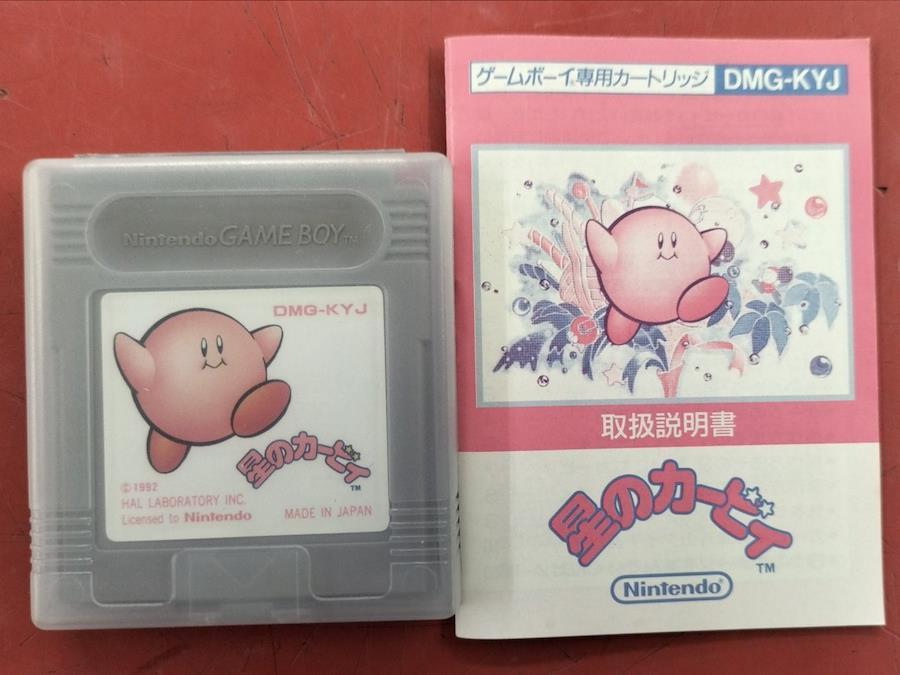 Nintendo GAME BOY™
DMG-KYJ
星のカービィ
™
©1992
HAL LABORATORY INC.
Licensed to Nintendo
MADE IN JAPAN
ゲームボーイ専用カートリッジ DMG-KYJ
取扱説明書
星のカービィ
™
Nintendo®